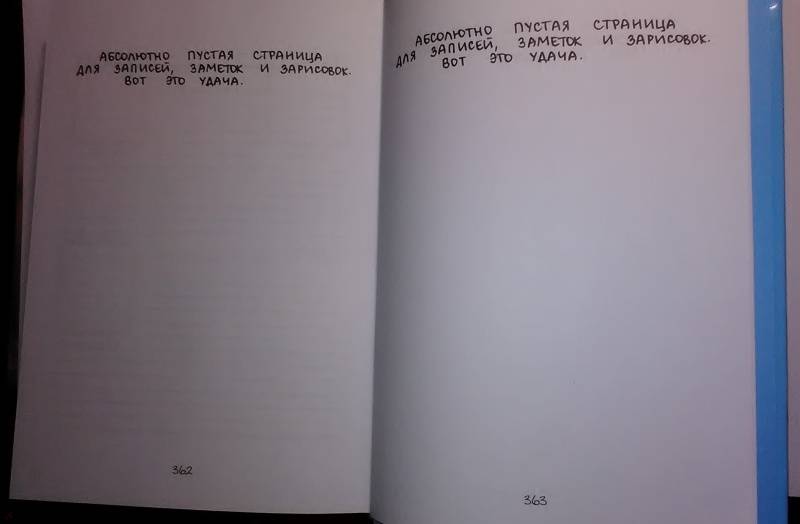 АБСОЛЮТНО ПУСТАЯ СТРАНИЦА
ДЛЯ ЗАПИСЕЙ, ЗАМЕТОК И ЗАРИСОВОК.
ВОТ ЭТО УДАЧА.
362
АБСОЛЮТНО ПУСТАЯ СТРАНИЦА
ДЛЯ ЗАПИСЕЙ, ЗАМЕТОК И ЗАРИСОВОК.
ВОТ ЭТО УДАЧА.
363